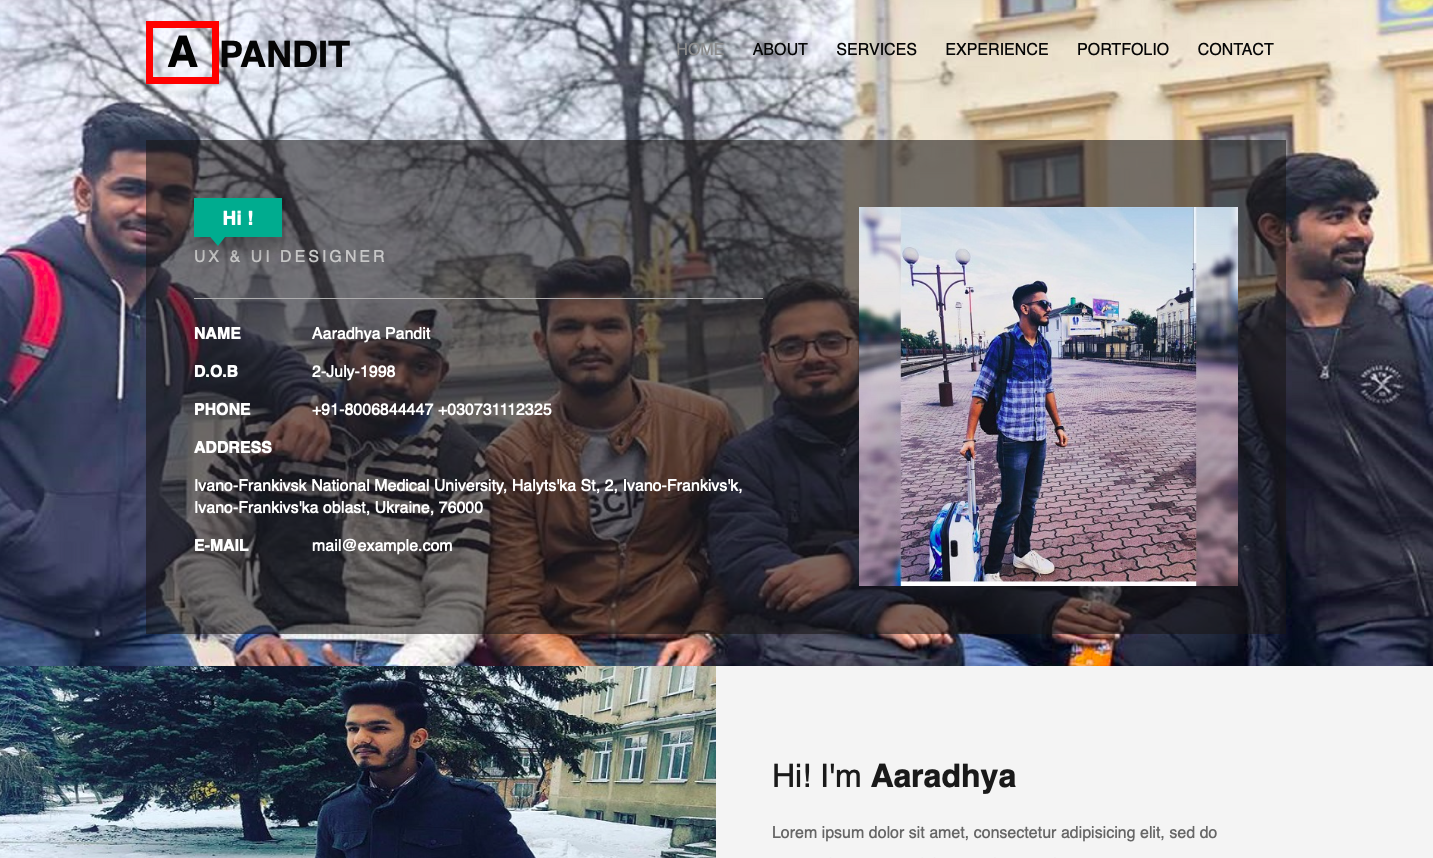 A PANDIT
HOME ABOUT SERVICES EXPERIENCE PORTFOLIO CONTACT
Hi !
UX & UI DESIGNER
NAME Aaradhya Pandit
D.O.B 2-July-1998
PHONE +91-8006844447 +030731112325
ADDRESS
Ivano-Frankivsk National Medical University, Halyts'ka St, 2, Ivano-Frankivs'k,
Ivano-Frankivs'ka oblast, Ukraine, 76000
E-MAIL mail@example.com
Hi! I'm Aaradhya
Lorem ipsum dolor sit amet, consectetur adipisicing elit, sed do